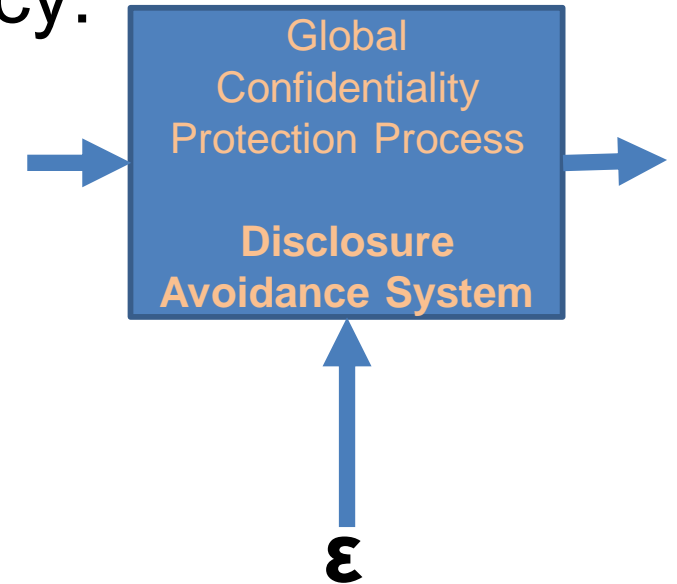 cy.
Global
Confidentiality
Protection Process
Disclosure
Avoidance System
ε